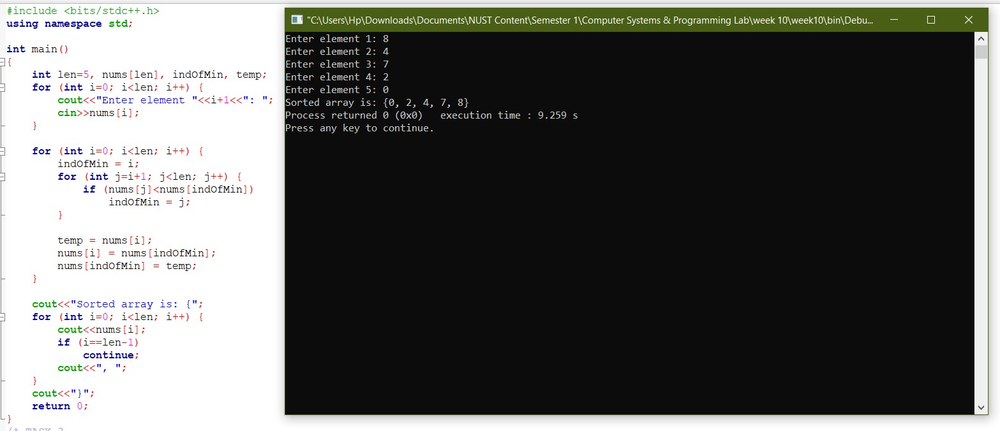 #include <bits/stdc++.h>
using namespace std;
int main()
{
int len=5, nums[len], indOfMin, temp;
for (int i=0; i<len; i++) {
cout<<"Enter element "<<i+1<<": ";
cin>>nums[i];
}
for (int i=0; i<len; i++) {
indOfMin = i;
for (int j=i+1; j<len; j++) {
if (nums[j]<nums[indOfMin])
indOfMin = j;
}
temp = nums[i];
nums[i] = nums[indOfMin];
nums[indOfMin] = temp;
}
cout<<"Sorted array is: {";
for (int i=0; i<len; i++) {
cout<<nums[i];
if (i==len-1)
continue;
cout<<", ";
}
cout<<"}";
return 0;
}
/* TASK
"C:\Users\Hp\Downloads\Documents\NUST Content\Semester 1\Computer Systems & Programming Lab\week 10\week10\bin\Debu...
Enter element 1: 8
Enter element 2: 4
Enter element 3: 7
Enter element 4: 2
Enter element 5: 0
Sorted array is: {0, 2, 4, 7, 8}
Process returned 0 (0x0)   execution time : 9.259 s
Press any key to continue.